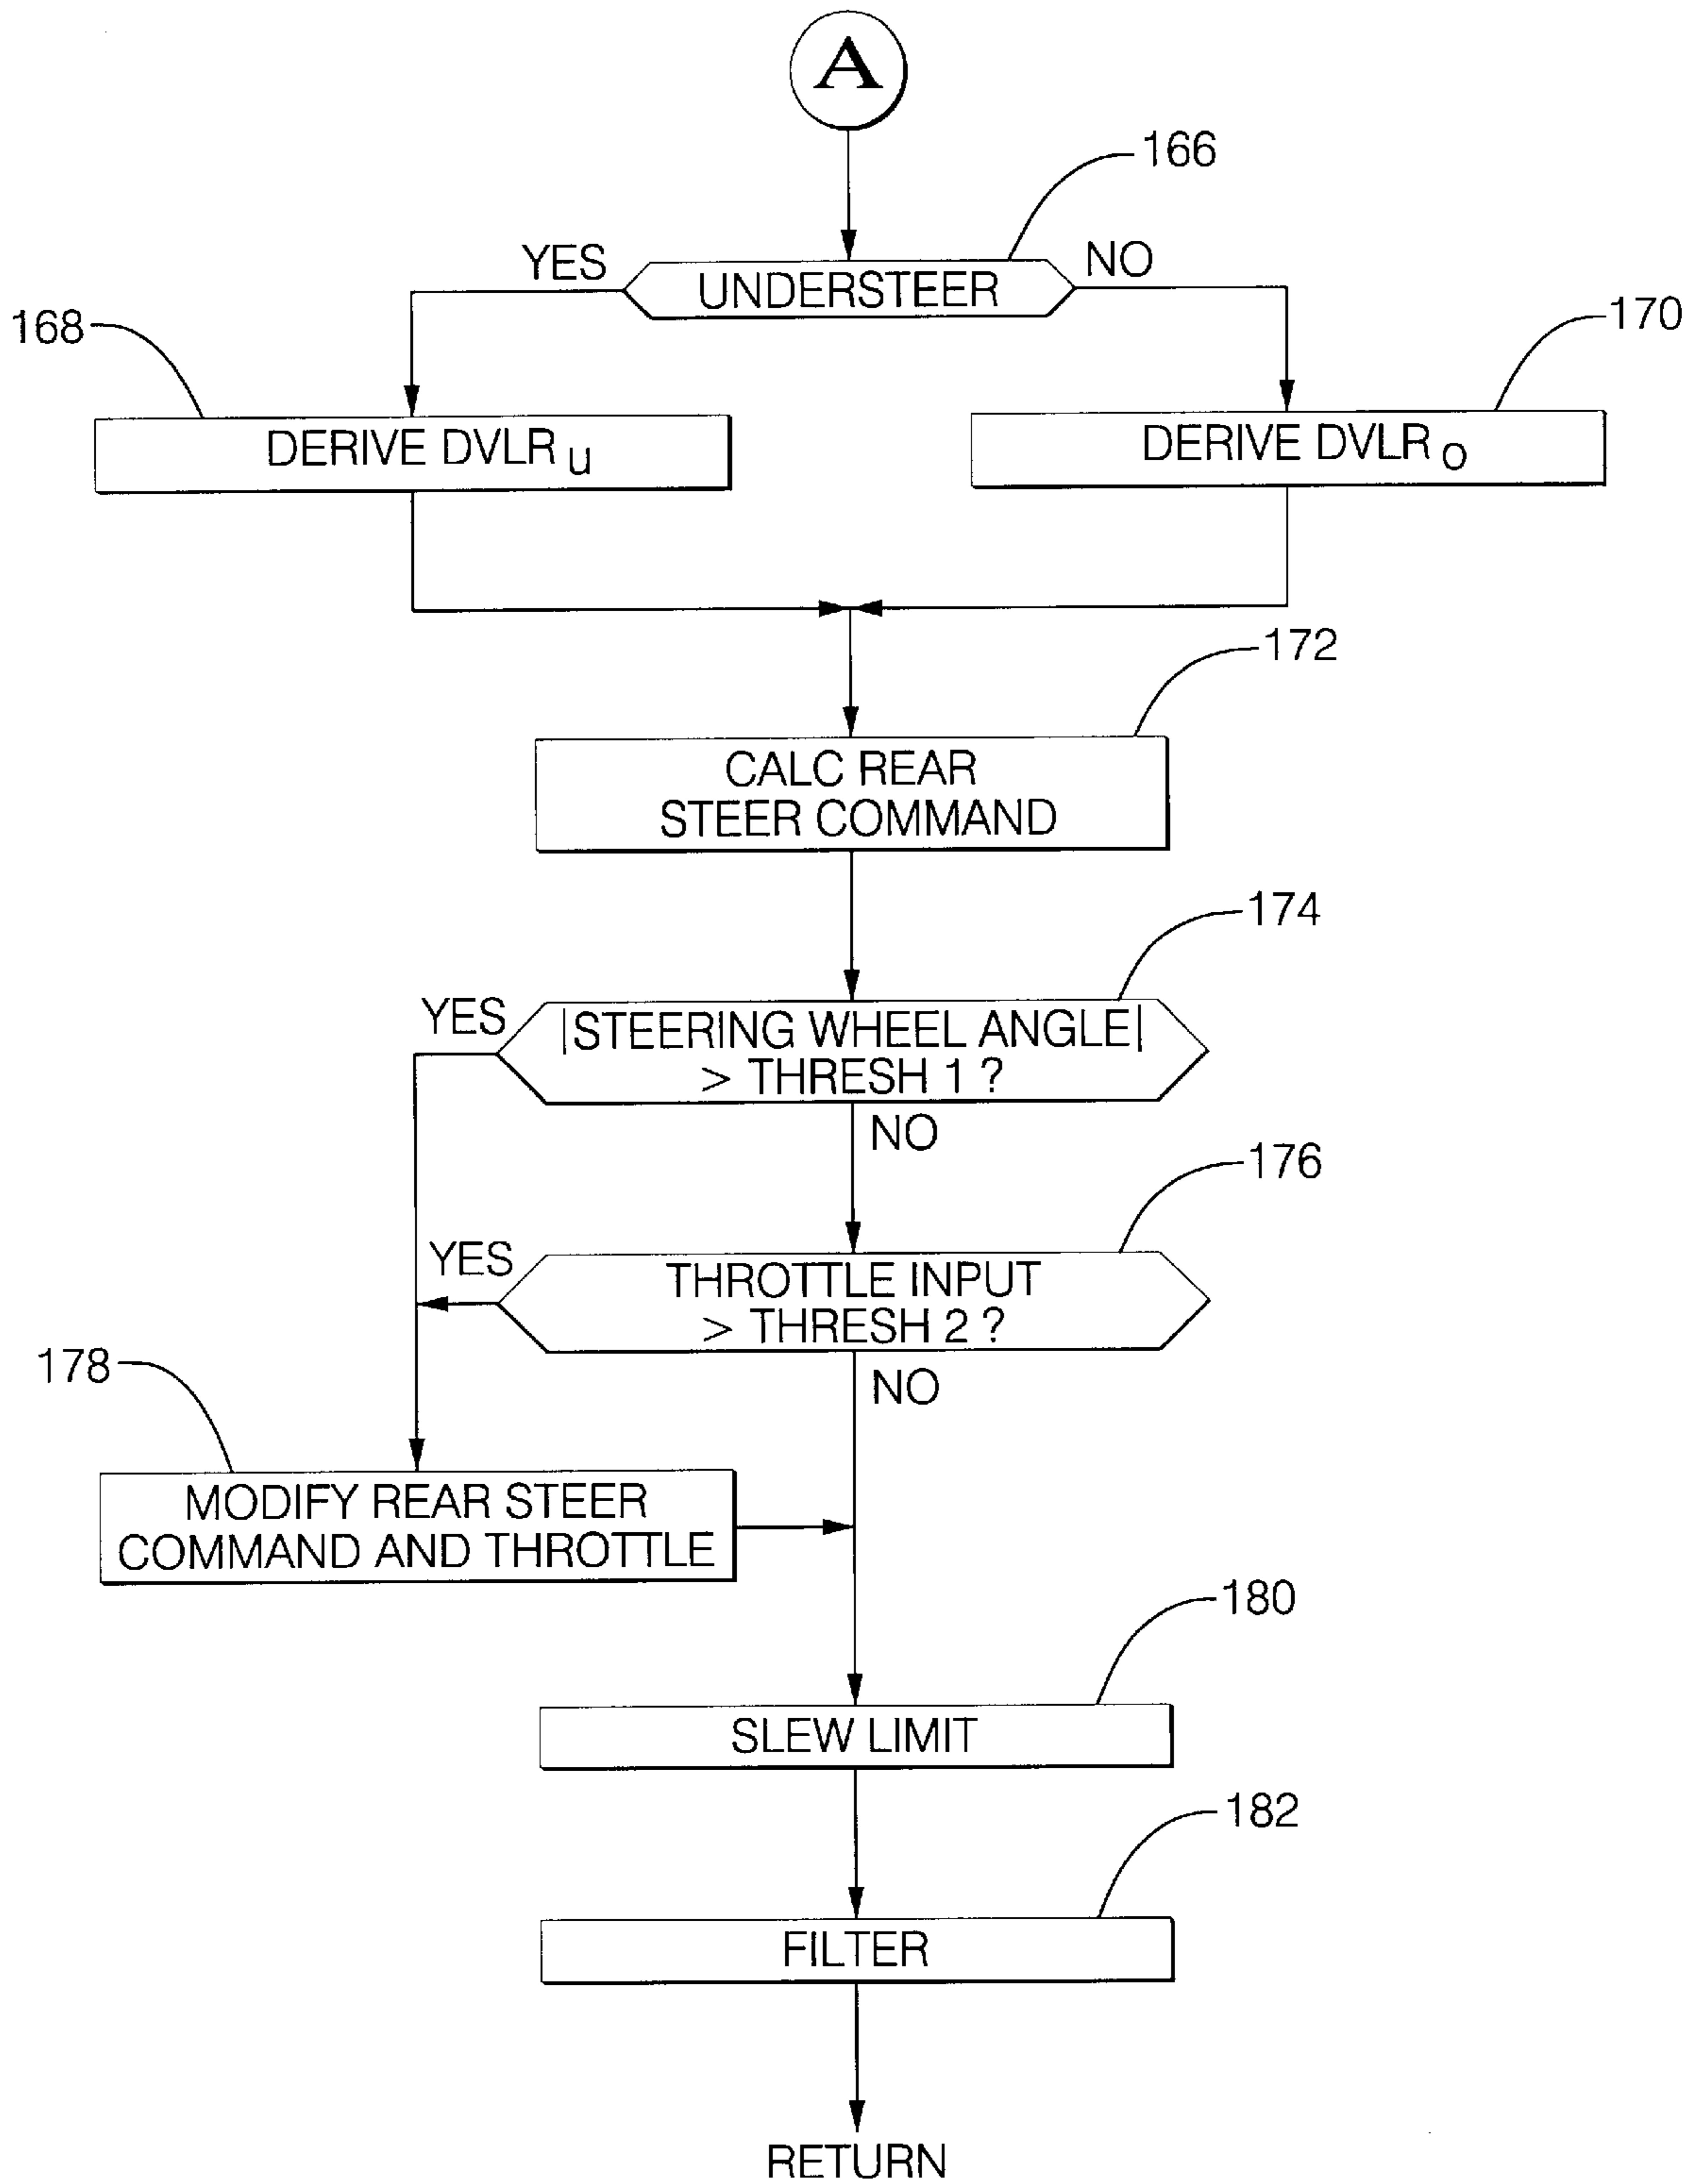 A
166
YES
NO
UNDERSTEER
168
170
DERIVE DVLR u
DERIVE DVLR o
172
CALC REAR
STEER COMMAND
174
YES
|STEERING WHEEL ANGLE|
> THRESH 1 ?
NO
176
YES
THROTTLE INPUT
> THRESH 2 ?
178
NO
MODIFY REAR STEER
COMMAND AND THROTTLE
180
SLEW LIMIT
182
FILTER
RETURN